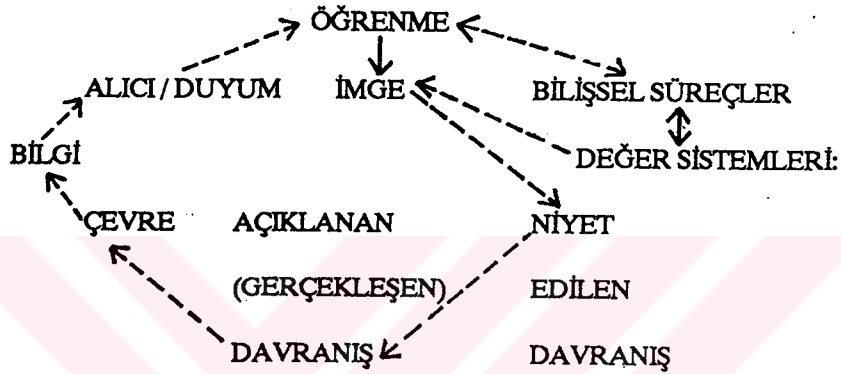 ÖĞRENME
ALICI / DUYUM İMGE BİLİŞSEL SÜREÇLER
BİLGİ DEĞER SİSTEMLERİ:
ÇEVRE AÇIKLANAN NİYET
(GERÇEKLEŞEN) EDİLEN
DAVRANIŞ DAVRANIŞ